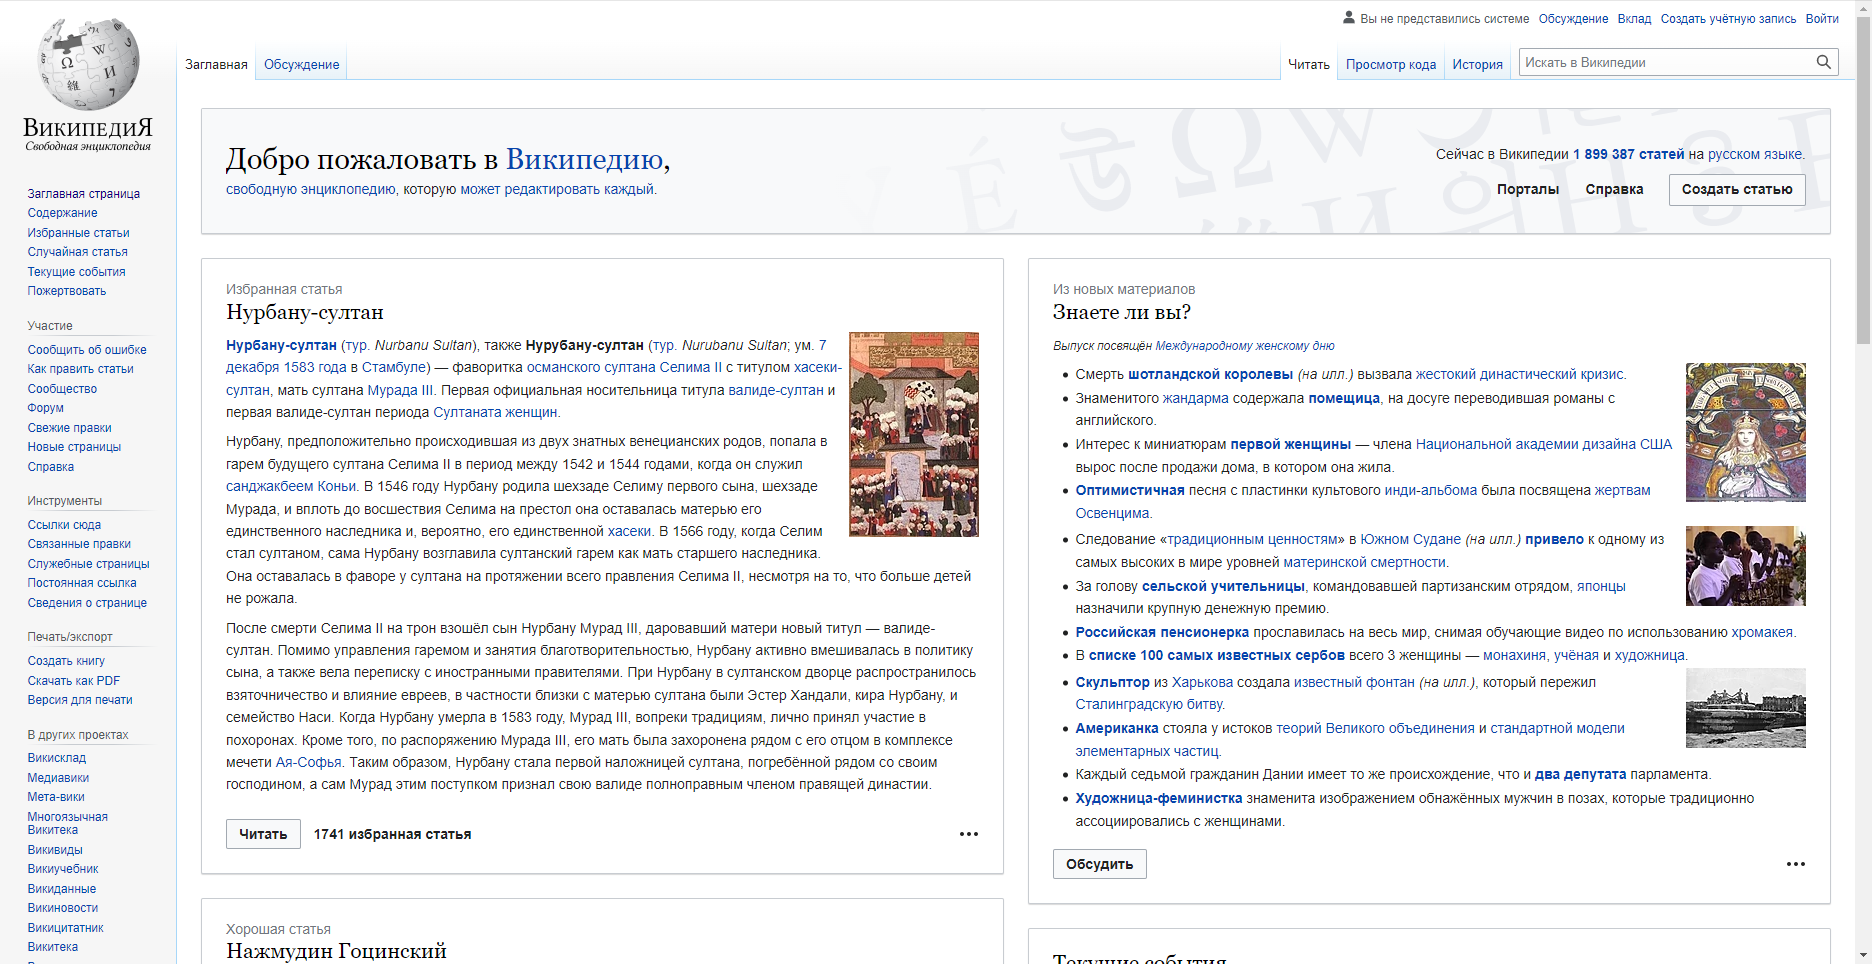 Вы не представились системе Обсуждение Вклад Создать учётную запись Войти
Заглавная Обсуждение Читать Просмотр кода История Искать в Википедии
ВикипедиЯ
Свободная энциклопедия
Заглавная страница
Содержание
Избранные статьи
Случайная статья
Текущие события
Пожертвовать
Участие
Сообщить об ошибке
Как править статьи
Сообщество
Форум
Свежие правки
Новые страницы
Справка
Инструменты
Ссылки сюда
Связанные правки
Служебные страницы
Постоянная ссылка
Сведения о странице
Печать/экспорт
Создать книгу
Скачать как PDF
Версия для печати
В других проектах
Викисклад
Медиавики
Мета-вики
Многоязычная
Викитека
Викивиды
Викиучебник
Викиданные
Викиновости
Викицитатник
Викитека
Добро пожаловать в Википедию,
свободную энциклопедию, которую может редактировать каждый.
Сейчас в Википедии 1 899 387 статей на русском языке.
Порталы Справка Создать статью
Избранная статья
Нурбану-султан
Нурбану-султан (тур. Nurbanu Sultan), также Нурубану-султан (тур. Nurubanu Sultan; ум. 7
декабря 1583 года в Стамбуле) — фаворитка османского султана Селима II с титулом хасеки-
султан, мать султана Мурада III. Первая официальная носительница титула валиде-султан и
первая валиде-султан периода Султаната женщин.
Нурбану, предположительно происходившая из двух знатных венецианских родов, попала в
гарем будущего султана Селима II в период между 1542 и 1544 годами, когда он служил
санджакбеем Коньи. В 1546 году Нурбану родила шехзаде Селиму первого сына, шехзаде
Мурада, и вплоть до восшествия Селима на престол она оставалась матерью его
единственного наследника и, вероятно, его единственной хасеки. В 1566 году, когда Селим
стал султаном, сама Нурбану возглавила султанский гарем как мать старшего наследника.
Она оставалась в фаворе у султана на протяжении всего правления Селима II, несмотря на то, что больше детей
не рожала.
После смерти Селима II на трон взошёл сын Нурбану Мурад III, даровавший матери новый титул — валиде-
султан. Помимо управления гаремом и занятия благотворительностью, Нурбану активно вмешивалась в политику
сына, а также вела переписку с иностранными правителями. При Нурбану в султанском дворце распространилось
взяточничество и влияние евреев, в частности близки с матерью султана были Эстер Хандали, кира Нурбану, и
семейство Наси. Когда Нурбану умерла в 1583 году, Мурад III, вопреки традициям, лично принял участие в
похоронах. Кроме того, по распоряжению Мурада III, его мать была захоронена рядом с его отцом в комплексе
мечети Ая-Софья. Таким образом, Нурбану стала первой наложницей султана, погребённой рядом со своим
господином, а сам Мурад этим поступком признал свою валиде полноправным членом правящей династии.
Читать 1741 избранная статья
Хорошая статья
Нажмудин Гоцинский
Из новых материалов
Знаете ли вы?
Выпуск посвящён Международному женскому дню
Смерть шотландской королевы (на илл.) вызвала жестокий династический кризис.
Знаменитого жандарма содержала помещица, на досуге переводившая романы с
английского.
Интерес к миниатюрам первой женщины — члена Национальной академии дизайна США
вырос после продажи дома, в котором она жила.
Оптимистичная песня с пластинки культового инди-альбома была посвящена жертвам
Освенцима.
Следование «традиционным ценностям» в Южном Судане (на илл.) привело к одному из
самых высоких в мире уровней материнской смертности.
За голову сельской учительницы, командовавшей партизанским отрядом, японцы
назначили крупную денежную премию.
Российская пенсионерка прославилась на весь мир, снимая обучающие видео по использованию хромакея.
В списке 100 самых известных сербов всего 3 женщины — монахиня, учёная и художница.
Скульптор из Харькова создала известный фонтан (на илл.), который пережил
Сталинградскую битву.
Американка стояла у истоков теорий Великого объединения и стандартной модели
элементарных частиц.
Каждый седьмой гражданин Дании имеет то же происхождение, что и два депутата парламента.
Художница-феминистка знаменита изображением обнажённых мужчин в позах, которые традиционно
ассоциировались с женщинами.
Обсудить
Текущие события